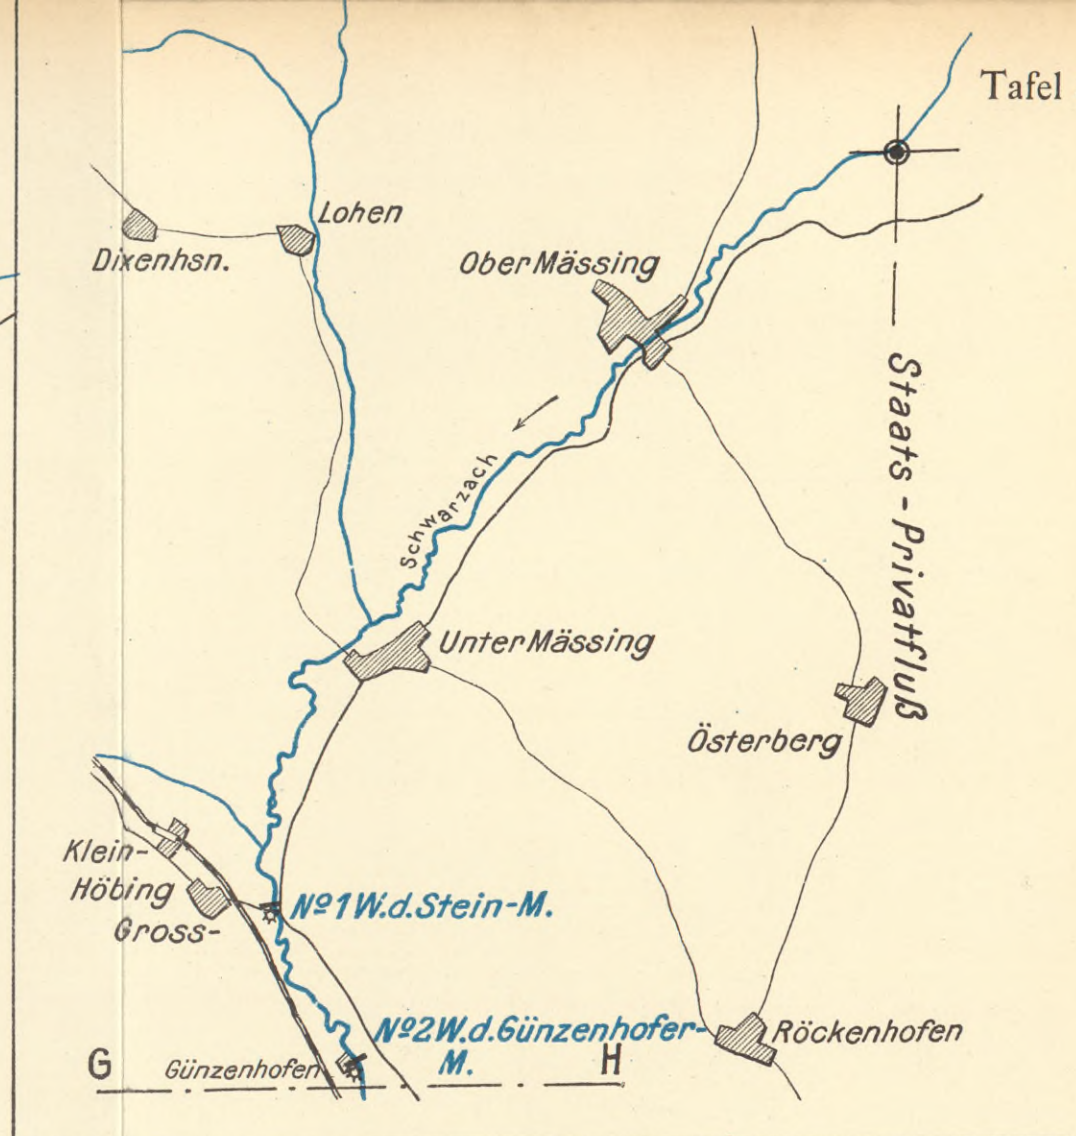 Tafel
Lohen
Dixenhsn.
Ober Mässing
Staats - Privatfluß
Schwarzach
Unter Mässing
Österberg
Klein-
Höbing
Gross-
Nº1 W.d.Stein-M.
Nº2 W.d.Günzenhofer-
M.
Röckenhofen
G
Günzenhofen
H